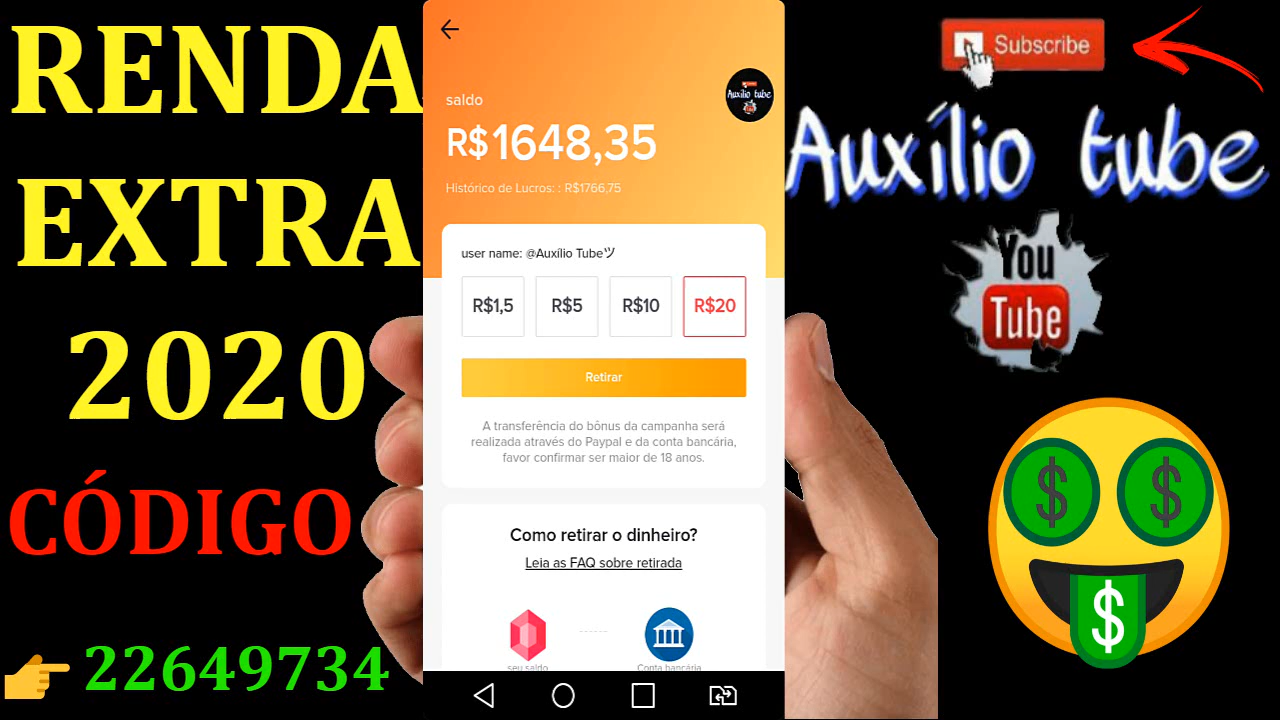 RENDA
EXTRA
2020
CÓDIGO
22649734
saldo
Auxílio tube
R$1648,35
Histórico de Lucros: : R$1766,75
user name: @Auxílio Tubeツ
R$1,5 R$5 R$10 R$20
Retirar
A transferência do bônus da campanha será
realizada através do Paypal e da conta bancária,
favor confirmar ser maior de 18 anos.
Como retirar o dinheiro?
Leia as FAQ sobre retirada
seu saldo Conta bancária
Subscribe
Auxílio tube
You
Tube
$ $
$